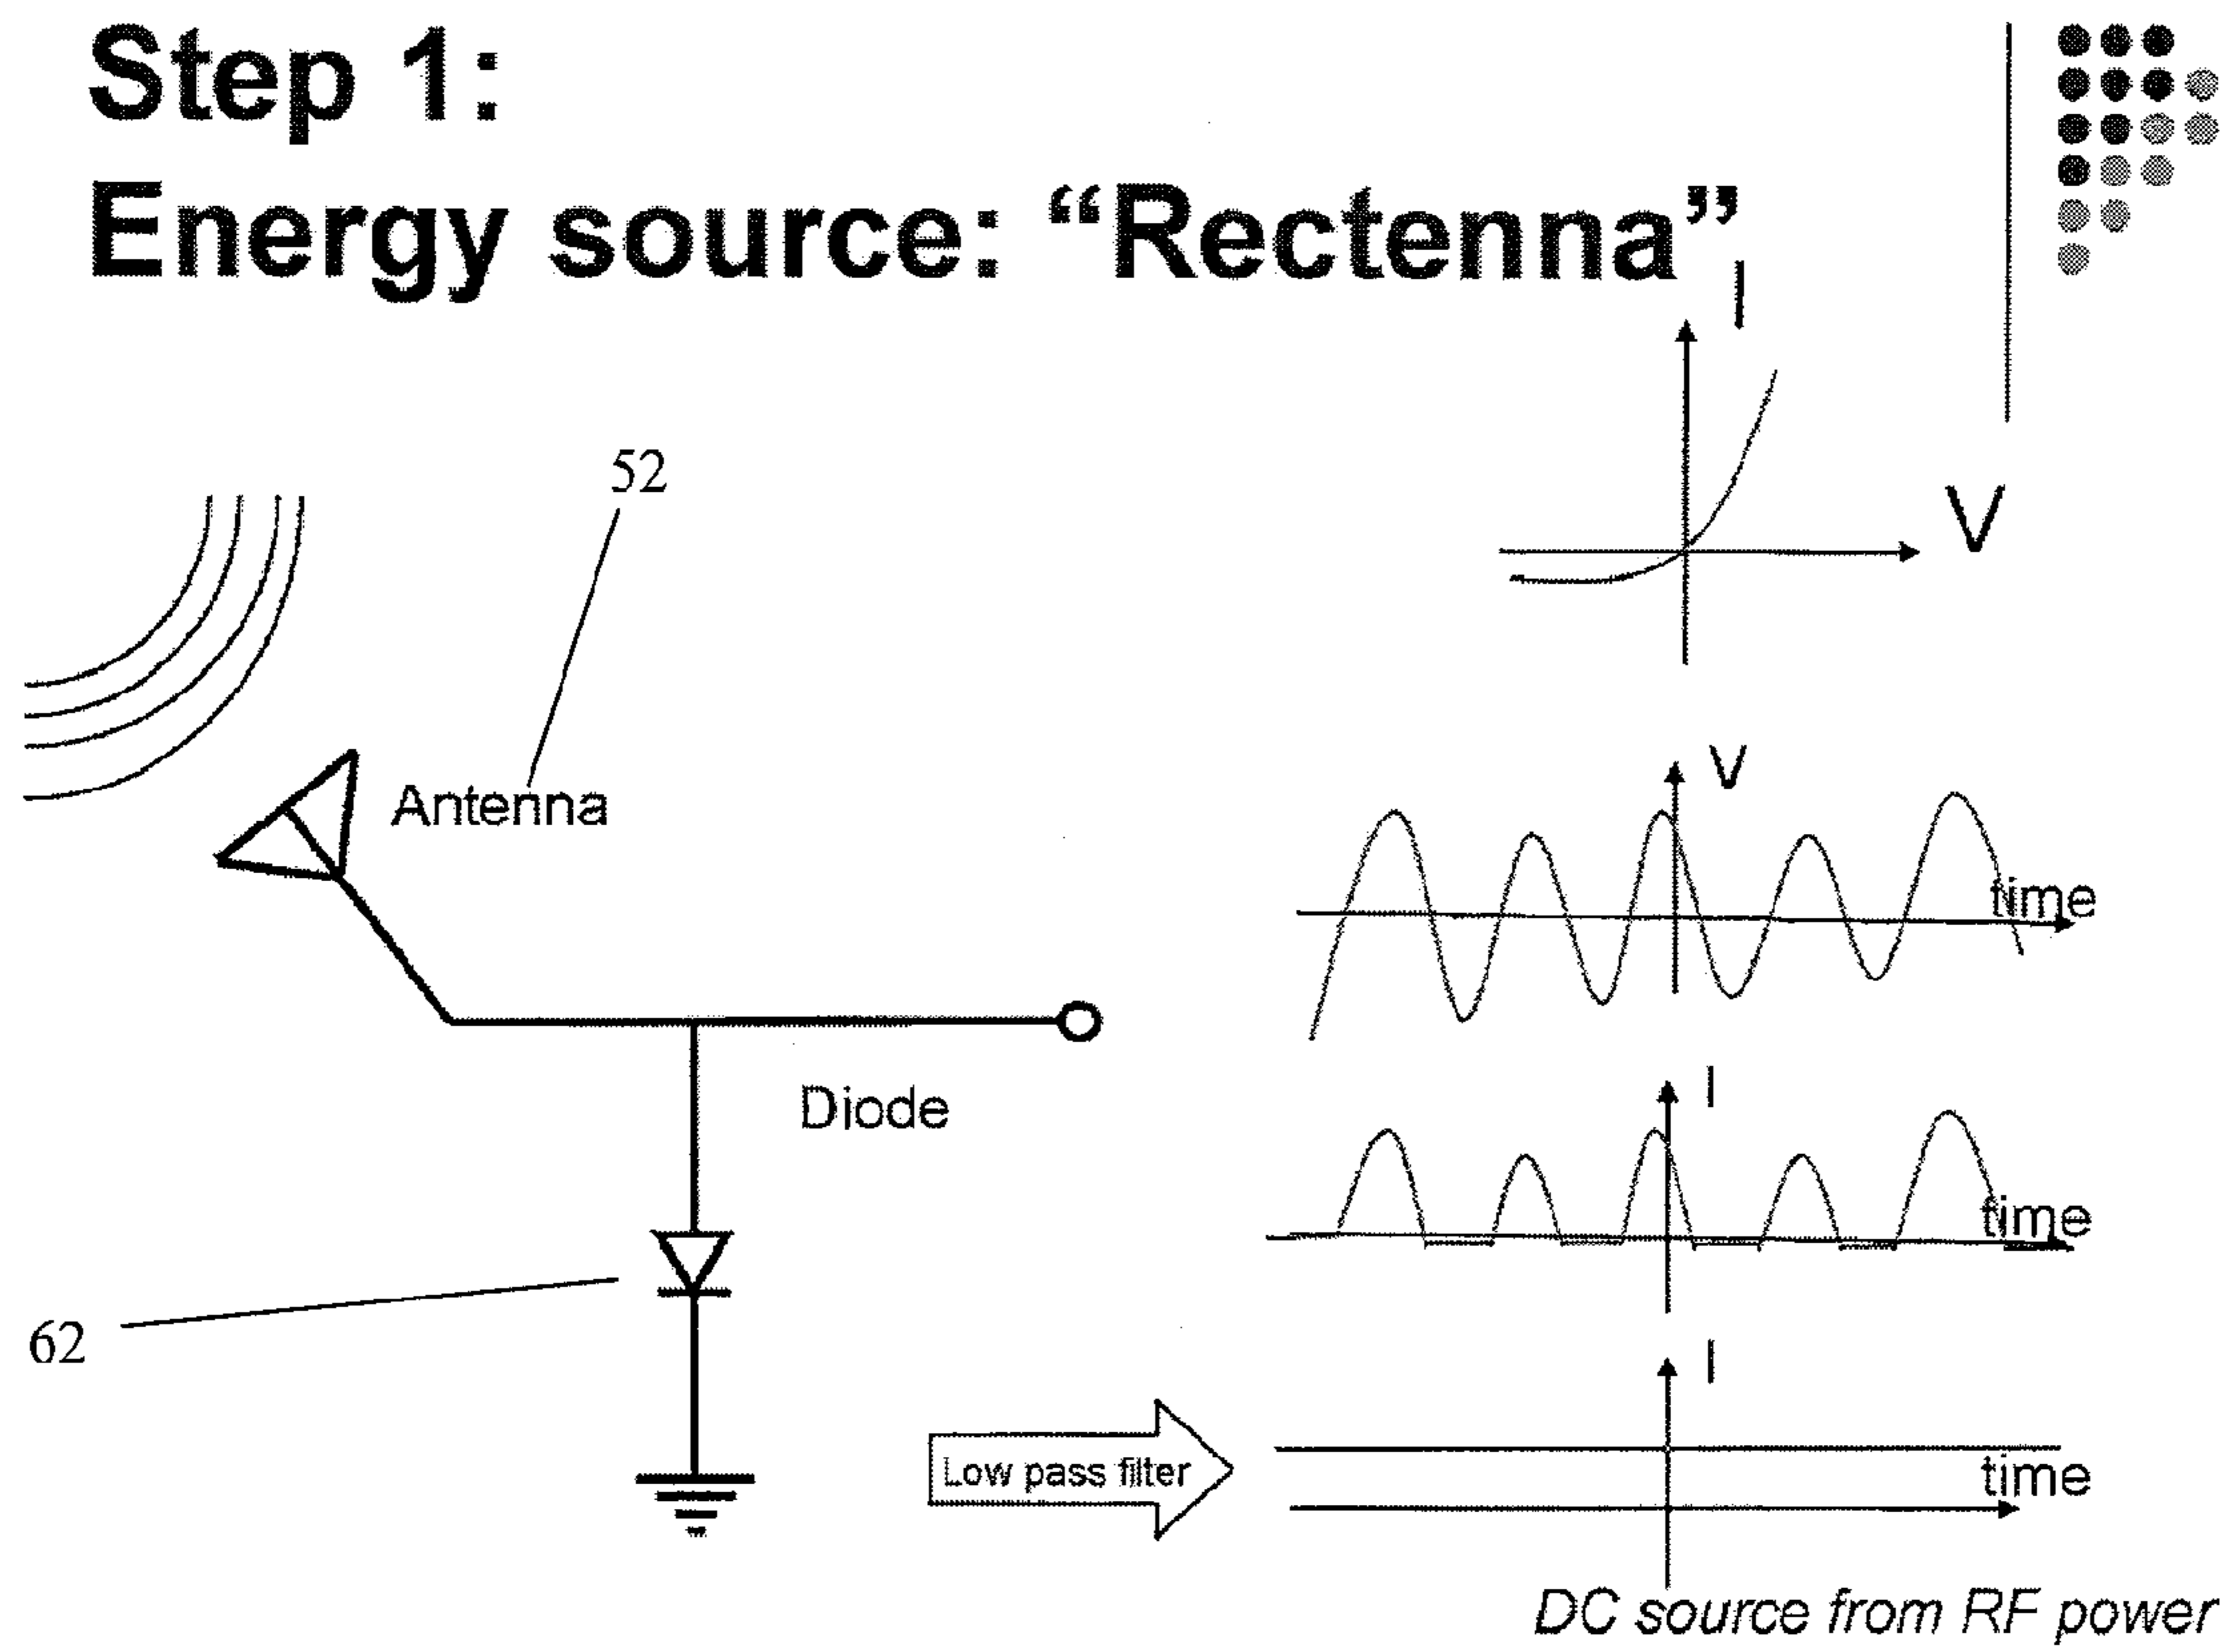 Step 1:
Energy source: “Rectenna”
I
V
52
Antenna
V
time
Diode
I
time
62
I
Low pass filter
time
DC source from RF power